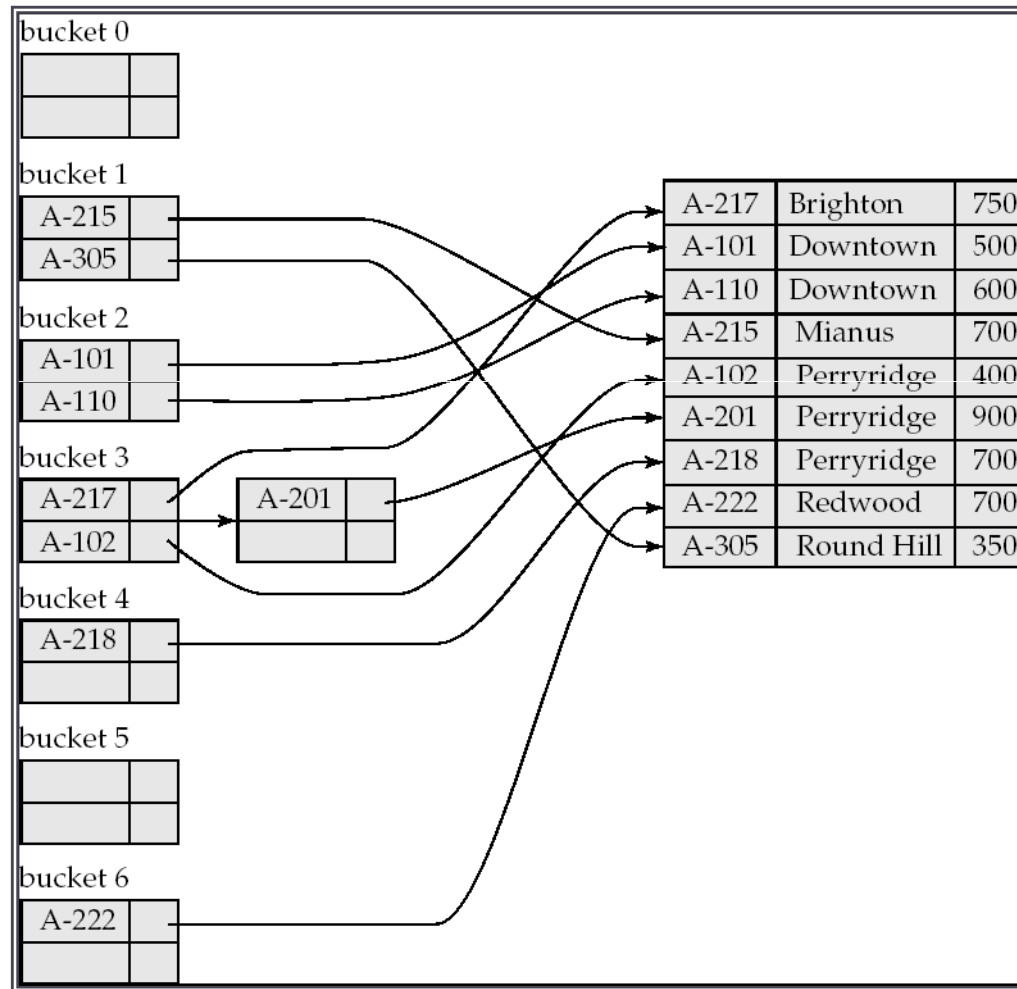 bucket 0
bucket 1
A-215
A-305
bucket 2
A-101
A-110
bucket 3
A-217
A-102
A-201
bucket 4
A-218
bucket 5
bucket 6
A-222
A-217 Brighton 750
A-101 Downtown 500
A-110 Downtown 600
A-215 Mianus 700
A-102 Perryridge 400
A-201 Perryridge 900
A-218 Perryridge 700
A-222 Redwood 700
A-305 Round Hill 350